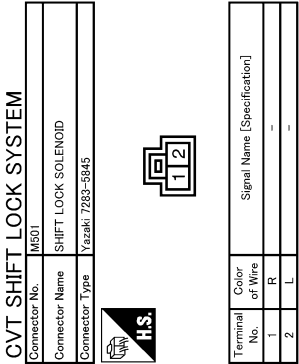 CVT SHIFT LOCK SYSTEM
Connector No. M501
Connector Name SHIFT LOCK SOLENOID
Connector Type Yazaki 7283-5845
H.S.
1 2
Terminal No. Color of Wire Signal Name [Specification]
1 R -
2 L -